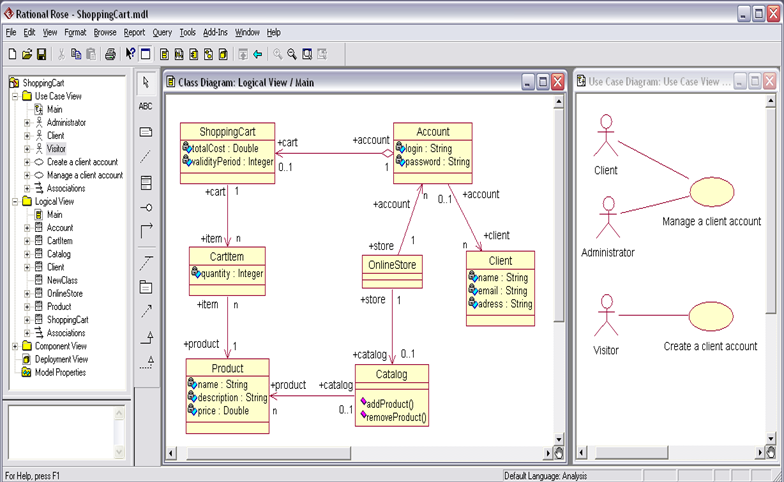 Rational Rose - ShoppingCart.mdl
File Edit View Format Browse Report Query Tools Add-Ins Window Help
ShoppingCart
Use Case View
Main
Administrator
Client
Visitor
Create a client account
Manage a client account
Associations
Logical View
Main
Account
CartItem
Catalog
Client
NewClass
OnlineStore
Product
ShoppingCart
Associations
Component View
Deployment View
Model Properties
ABC
Class Diagram: Logical View / Main
ShoppingCart
totalCost : Double
validityPeriod : Integer
+cart
0..1
+account
1
Account
login : String
password : String
+cart 1
+account
n
0..1
+account
+item n
+store
1
+client
n
CartItem
quantity : Integer
OnlineStore
Client
name : String
email : String
adress : String
+item
n
+store
1
+product
1
+catalog
0..1
Product
name : String
description : String
price : Double
+product
n
+catalog
0..1
Catalog
addProduct()
removeProduct()
Use Case Diagram: Use Case View ...
Client
Manage a client account
Administrator
Visitor
Create a client account
For Help, press F1
Default Language: Analysis